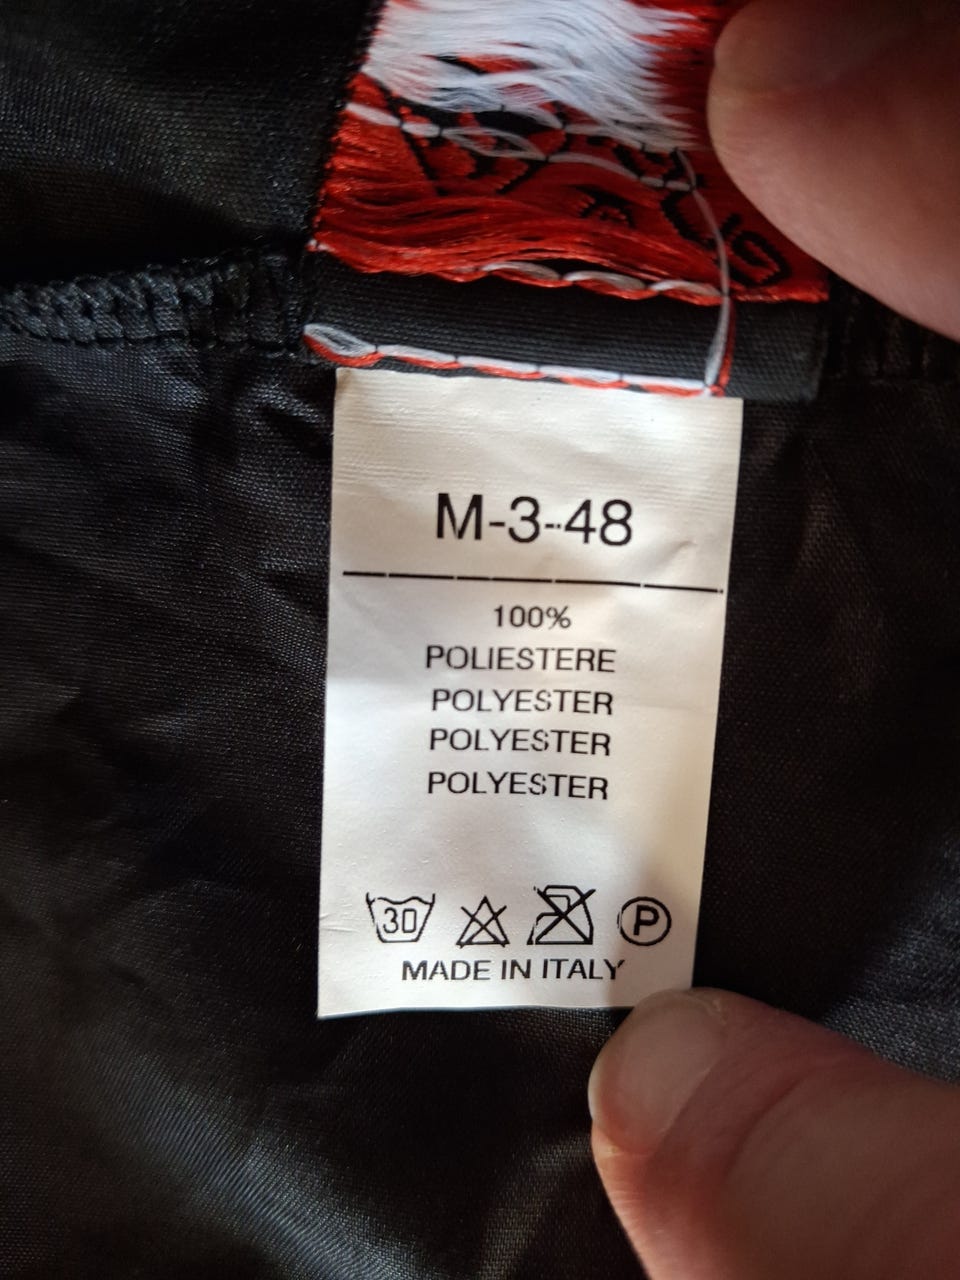 M-3-48
100%
POLIESTERE
POLYESTER
POLYESTER
POLYESTER
30
P
MADE IN ITALY